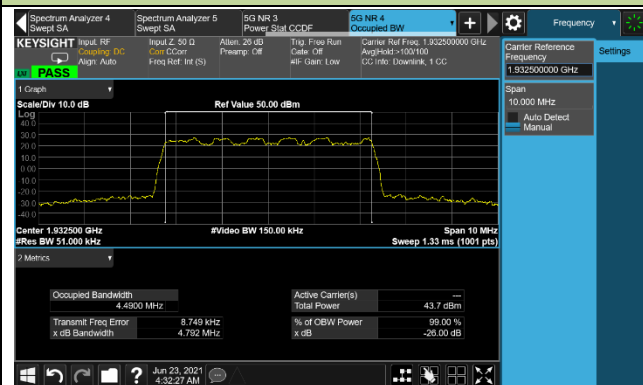 Spectrum Analyzer 4
Swept SA
Spectrum Analyzer 5
Swept SA
5G NR 3
Power Stat CCDF
5G NR 4
Occupied BW
Frequency
KEYSIGHT
Input: RF
Coupling: DC
Align: Auto
Input Z: 50 Ω
Corr CCorr
Freq Ref: Int (S)
Atten: 26 dB
Preamp: Off
Trig: Free Run
Gate: Off
#IF Gain: Low
Carrier Ref Freq: 1.932500000 GHz
Avg|Hold:>100/100
CC Info: Downlink, 1 CC
PASS
Carrier Reference
Frequency
1.932500000 GHz
Settings
Span
10.000 MHz
Auto Detect
Manual
1 Graph
Scale/Div 10.0 dB
Ref Value 50.00 dBm
Log
40.0
30.0
20.0
10.0
0.00
-10.0
-20.0
-30.0
-40.0
Center 1.932500 GHz
#Res BW 51.000 kHz
#Video BW 150.00 kHz
Span 10 MHz
Sweep 1.33 ms (1001 pts)
2 Metrics
Occupied Bandwidth
4.4900 MHz
Active Carrier(s)
---
Total Power
43.7 dBm
Transmit Freq Error
8.749 kHz
x dB Bandwidth
4.792 MHz
% of OBW Power
99.00 %
x dB
-26.00 dB
?
Jun 23, 2021
4:32:27 AM